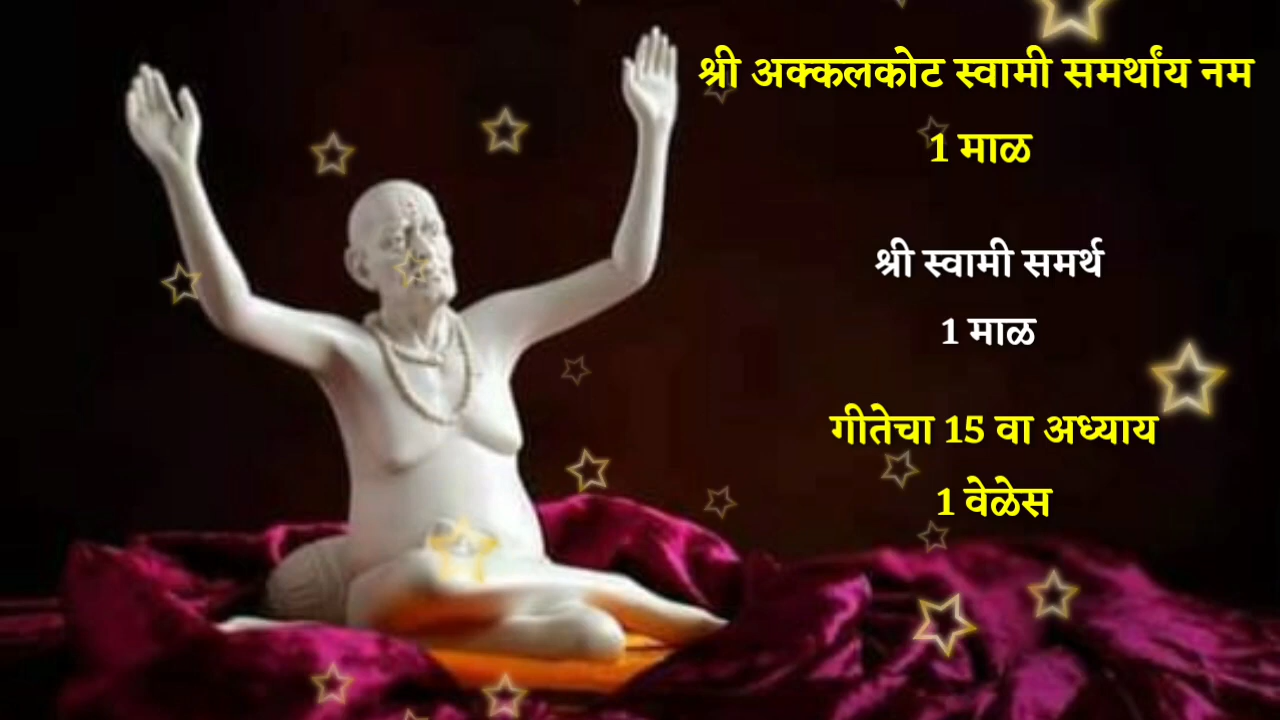 श्री अक्कलकोट स्वामी समर्थांय नम
1 माळ
श्री स्वामी समर्थ
1 माळ
गीतेचा 15 वा अध्याय
1 वेळेस